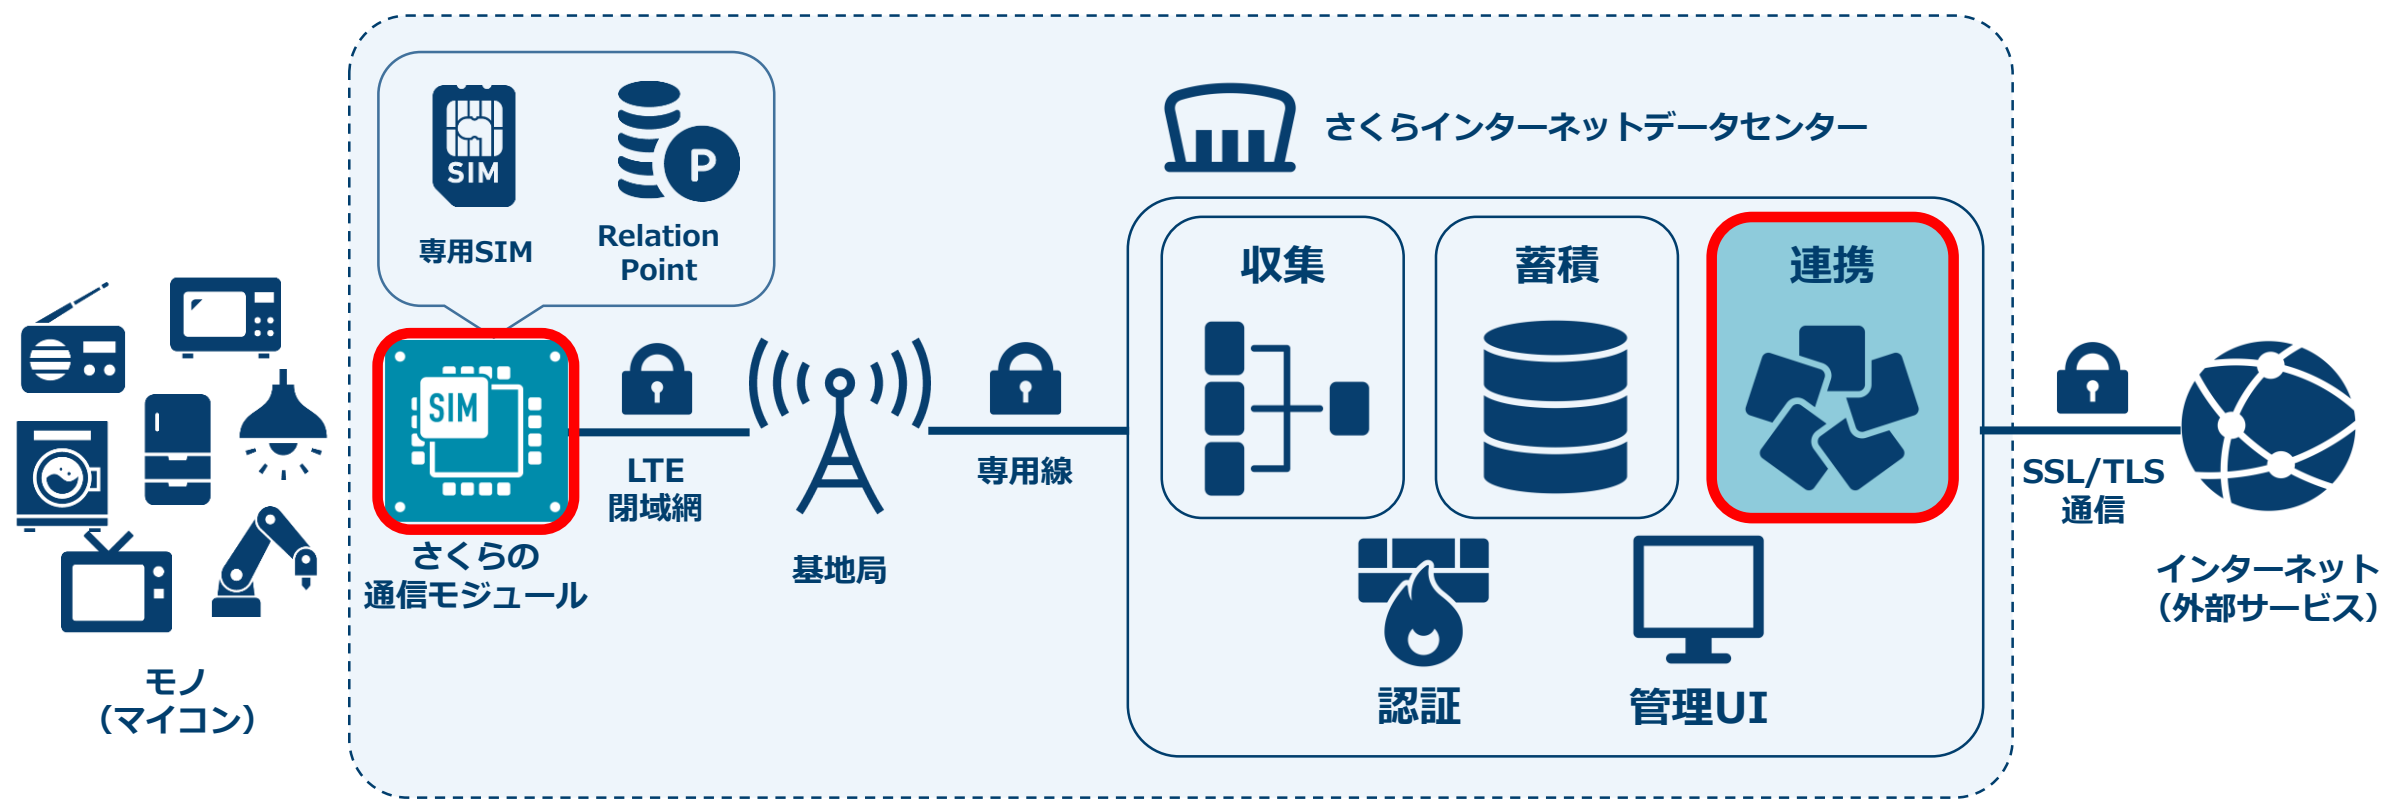 SIM
専用SIM
P
Relation
Point
さくらインターネットデータセンター
収集
蓄積
連携
SIM
さくらの
通信モジュール
LTE
閉域網
基地局
専用線
SSL/TLS
通信
インターネット
（外部サービス）
モノ
（マイコン）
認証
管理UI